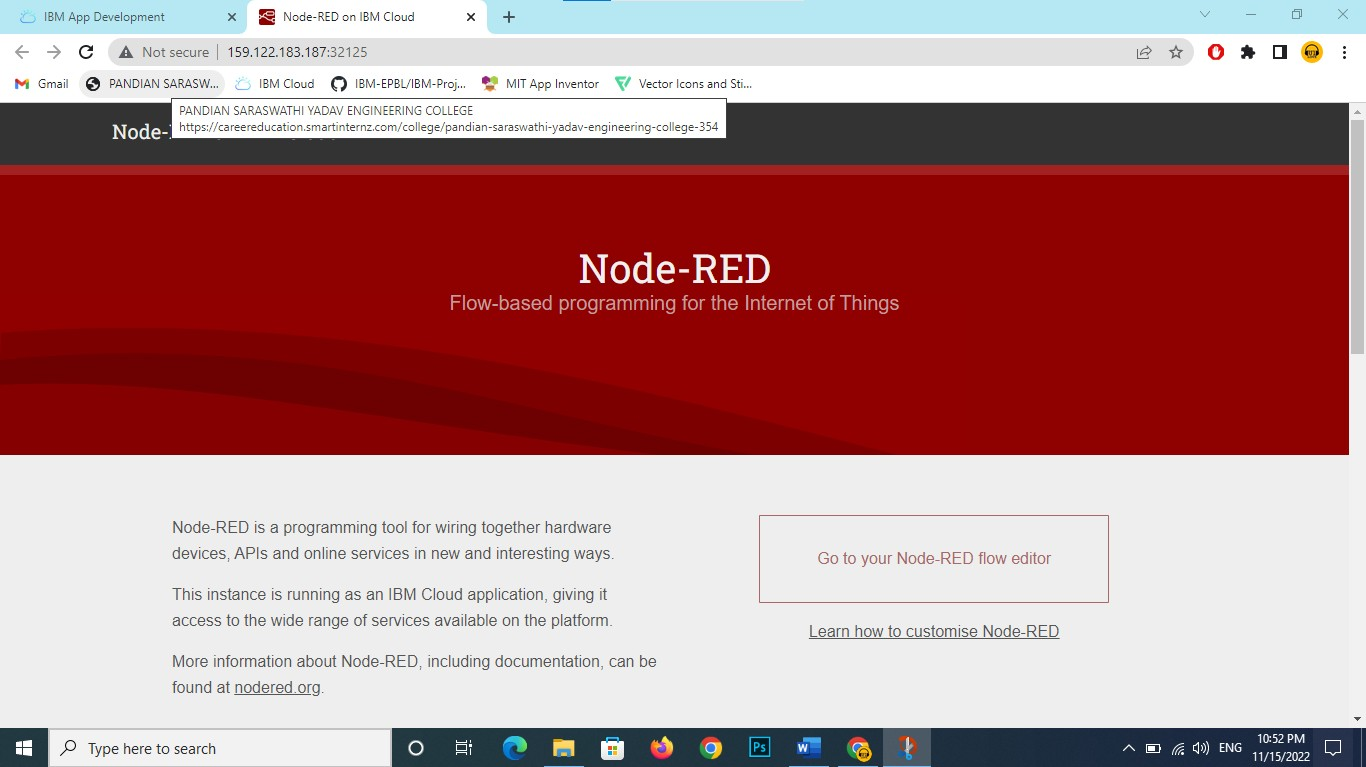 IBM App Development
Node-RED on IBM Cloud
Not secure
159.122.183.187:32125
Gmail
PANDIAN SARASW...
IBM Cloud
IBM-EPBL/IBM-Proj...
MIT App Inventor
Vector Icons and Sti...
PANDIAN SARASWATHI YADAV ENGINEERING COLLEGE
https://careereducation.smartinternz.com/college/pandian-saraswathi-yadav-engineering-college-354
Node-
Node-RED
Flow-based programming for the Internet of Things
Node-RED is a programming tool for wiring together hardware
devices, APIs and online services in new and interesting ways.
This instance is running as an IBM Cloud application, giving it
access to the wide range of services available on the platform.
More information about Node-RED, including documentation, can be
found at nodered.org.
Go to your Node-RED flow editor
Learn how to customise Node-RED
Type here to search
Ps
W
ENG
10:52 PM
11/15/2022